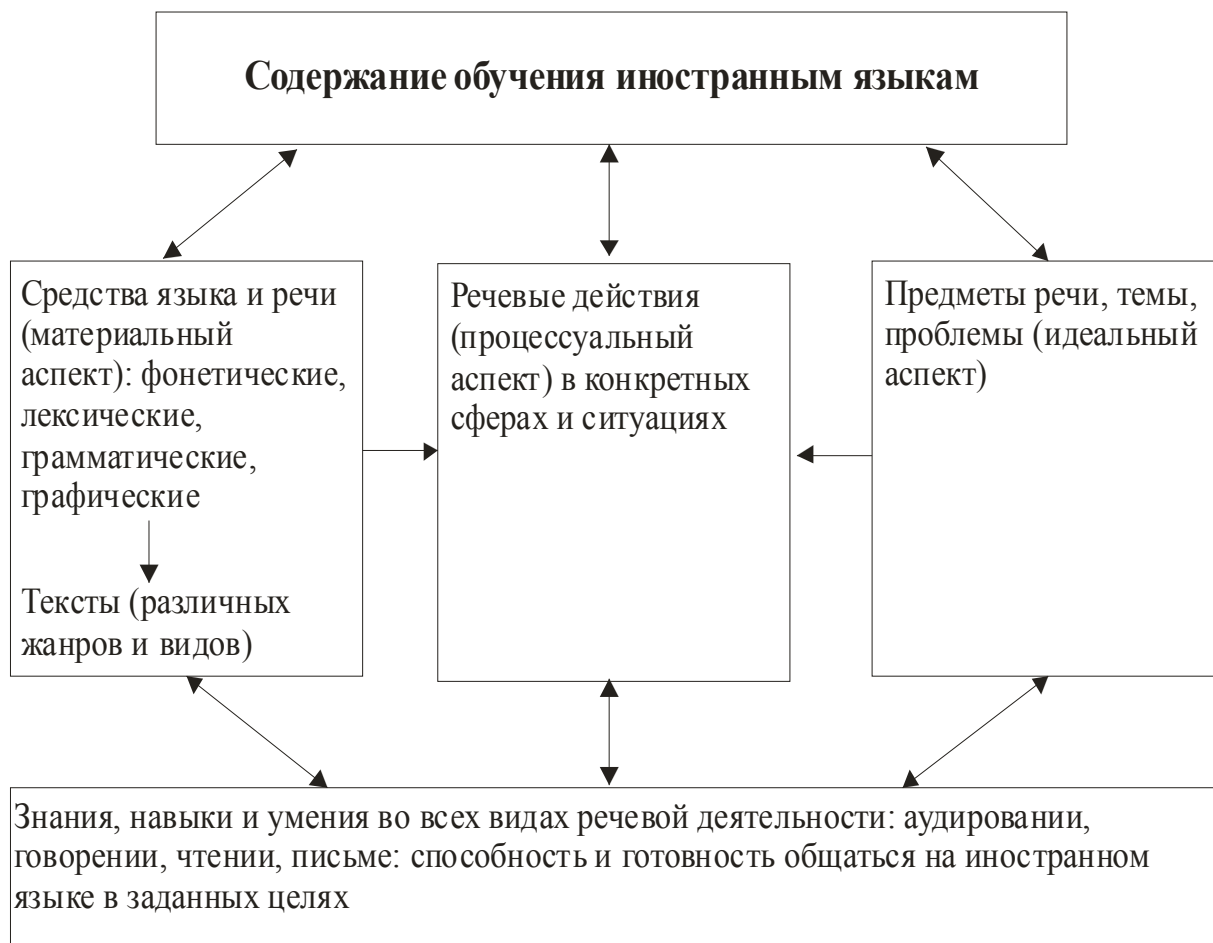 Содержание обучения иностранным языкам
Средства языка и речи
(материальный
аспект): фонетические,
лексические,
грамматические,
графические
Тексты (различных
жанров и видов)
Речевые действия
(процессуальный
аспект) в конкретных
сферах и ситуациях
Предметы речи, темы,
проблемы (идеальный
аспект)
Знания, навыки и умения во всех видах речевой деятельности: аудировании,
говорении, чтении, письме: способность и готовность общаться на иностранном
языке в заданных целях